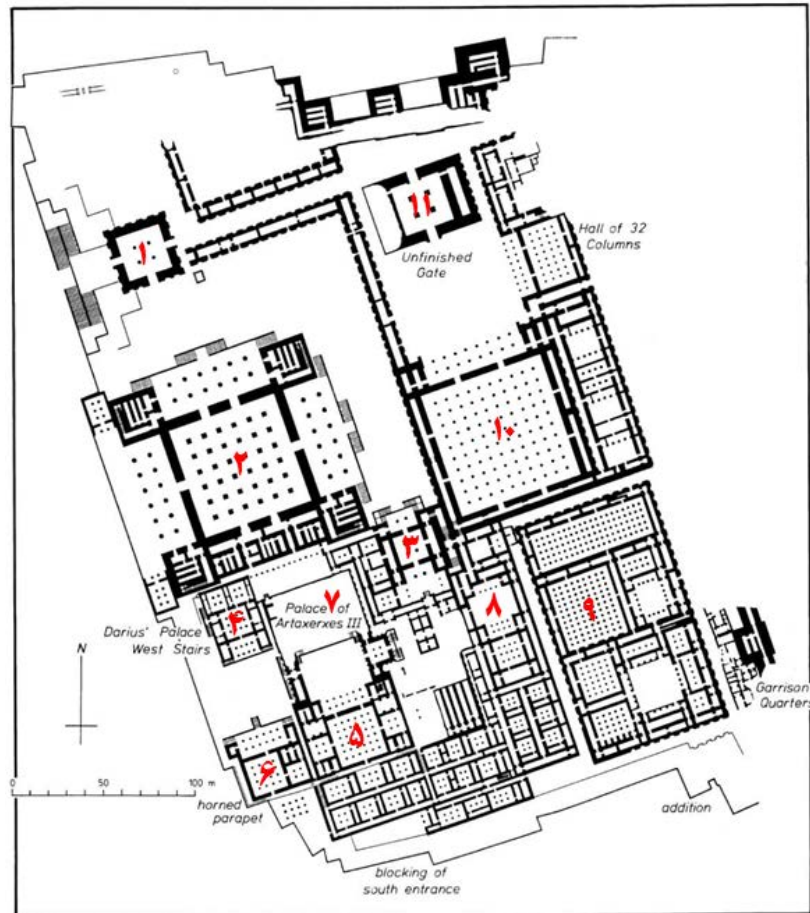 ۱۱
Hall of 32
Columns
۱
Unfinished
Gate
۱۰
۲
۳
۷
Palace of
Artaxerxes III
۸
۹
۴
Darius' Palace
West Stairs
N
Garrison
Quarters
۵
۶
0 50 100 m
horned
parapet
addition
blocking of
south entrance